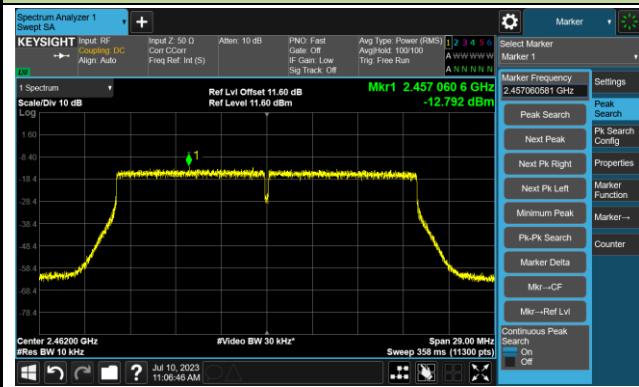 Spectrum Analyzer 1
Swept SA
+
Marker
KEYSIGHT
Input: RF
Coupling: DC
Align: Auto
Input Z: 50 Ω
Corr CCorr
Freq Ref: Int (S)
Atten: 10 dB
PNO: Fast
Gate: Off
IF Gain: Low
Sig Track: Off
Avg Type: Power (RMS)
Avg|Hold: 100/100
Trig: Free Run
1 2 3 4 5 6
A W W W W W
A N N N N N
Select Marker
Marker 1
1 Spectrum
Scale/Div 10 dB
Log
Ref Lvl Offset 11.60 dB
Ref Level 11.60 dBm
Mkr1 2.457 060 6 GHz
-12.792 dBm
1.60
-8.40
-18.4
-28.4
-38.4
-48.4
-58.4
-68.4
-78.4
1
Center 2.46200 GHz
#Res BW 10 kHz
#Video BW 30 kHz*
Span 29.00 MHz
Sweep 358 ms (11300 pts)
Marker Frequency
2.457060581 GHz
Peak Search
Next Peak
Next Pk Right
Next Pk Left
Minimum Peak
Pk-Pk Search
Marker Delta
Mkr→CF
Mkr→Ref Lvl
Continuous Peak
Search
On
Off
Settings
Peak
Search
Pk Search
Config
Properties
Marker
Function
Marker→
Counter
?
Jul 10, 2023
11:06:46 AM